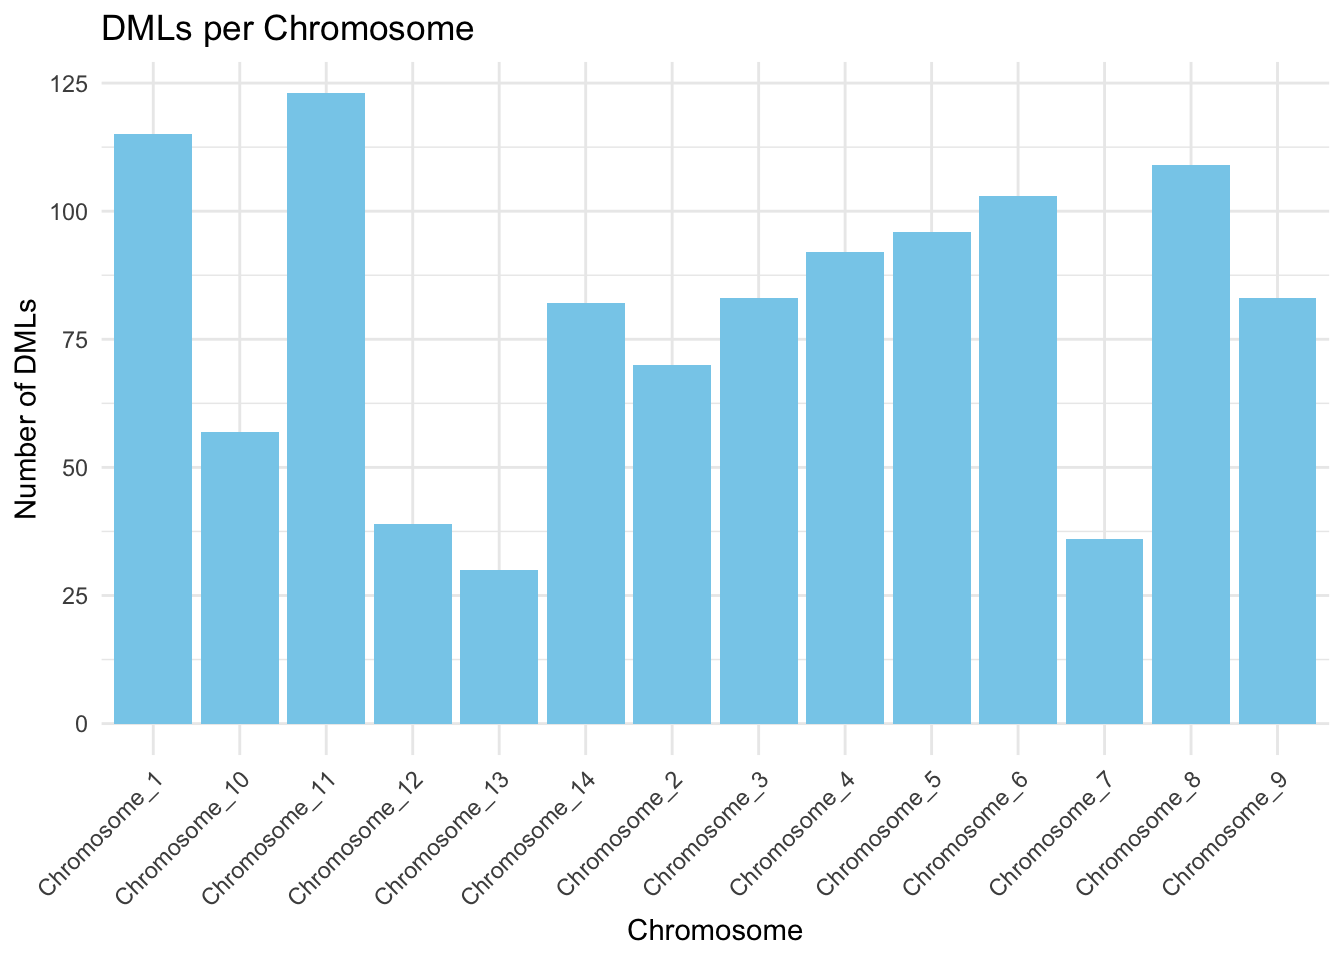 DMLs per Chromosome
Number of DMLs
125
100
75
50
25
0
Chromosome_1
Chromosome_10
Chromosome_11
Chromosome_12
Chromosome_13
Chromosome_14
Chromosome_2
Chromosome_3
Chromosome_4
Chromosome_5
Chromosome_6
Chromosome_7
Chromosome_8
Chromosome_9
Chromosome